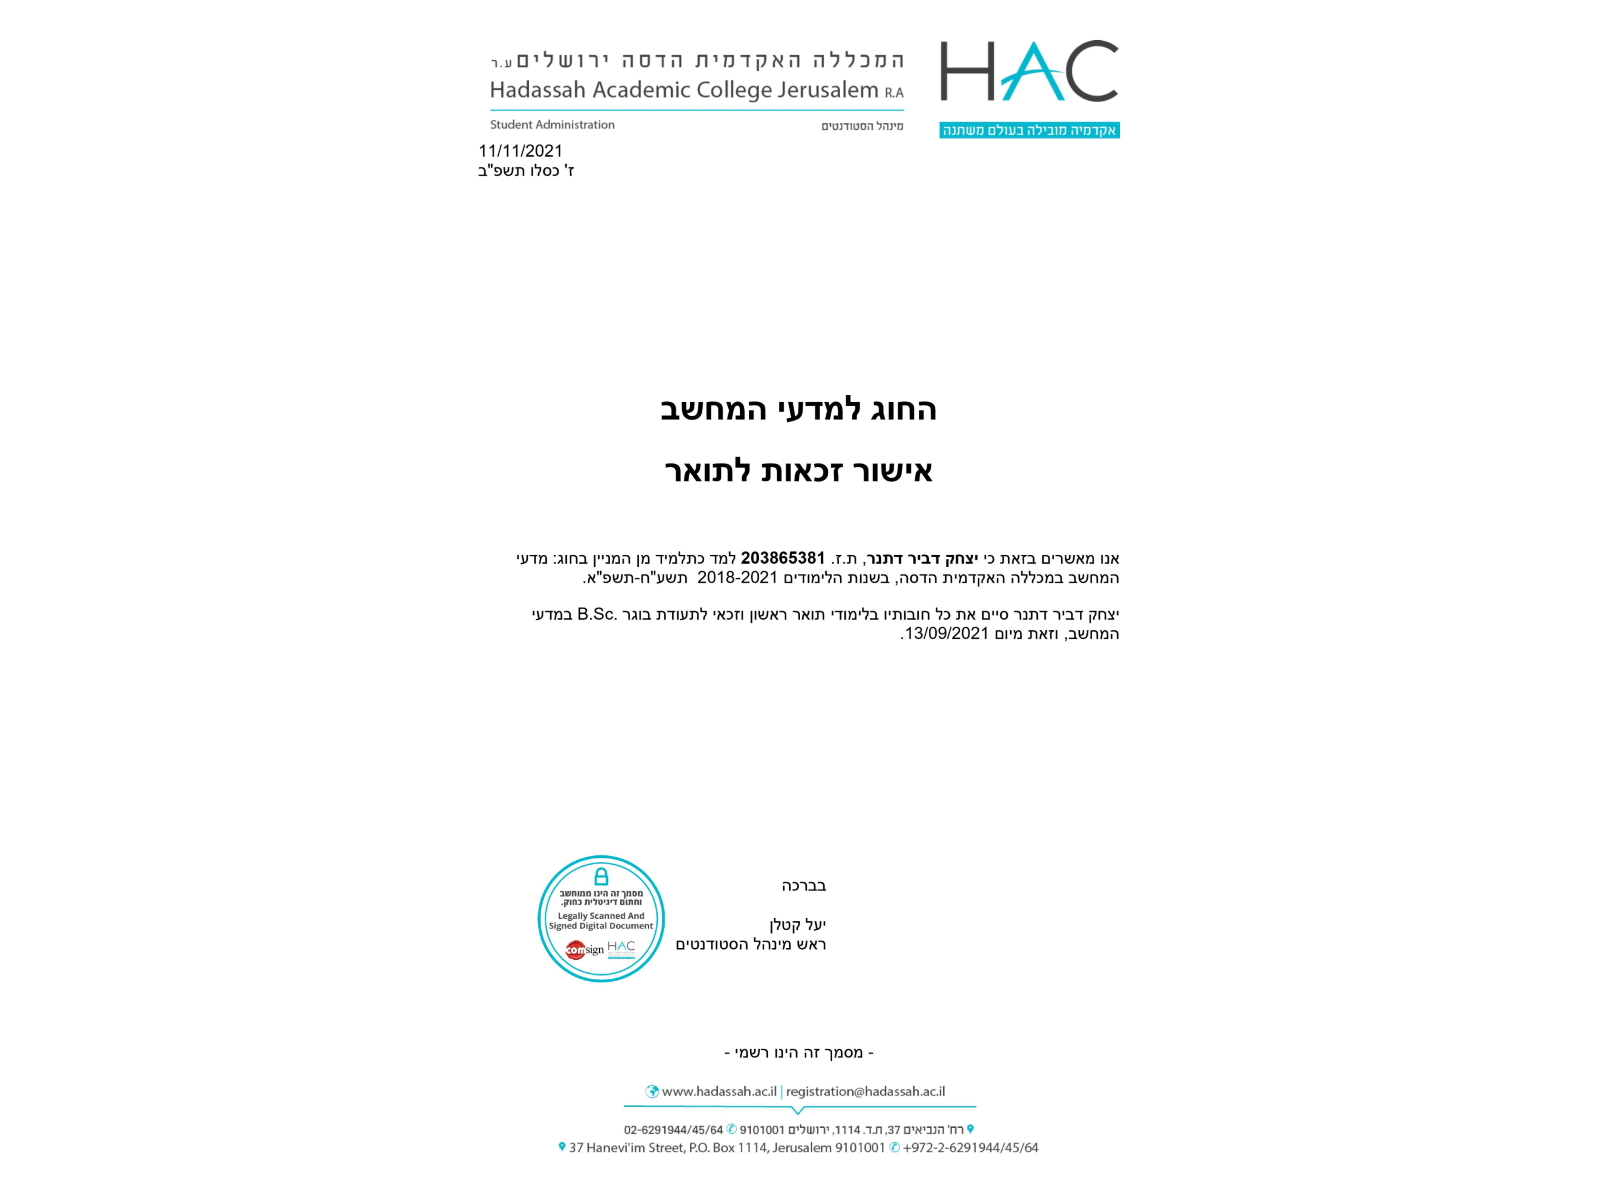 המכללה האקדמית הדסה ירושלים ע.ר
Hadassah Academic College Jerusalem R.A
Student Administration מינהל הסטודנטים
HAC
אקדמיה מובילה בעולם משתנה
11/11/2021
ז' כסלו תשפ"ב
החוג למדעי המחשב
אישור זכאות לתואר
אנו מאשרים בזאת כי יצחק דביר דתנר, ת.ז. 203865381 למד כתלמיד מן המניין בחוג: מדעי
המחשב במכללה האקדמית הדסה, בשנות הלימודים 2018-2021 תשע"ח-תשפ"א.
יצחק דביר דתנר סיים את כל חובותיו בלימודי תואר ראשון וזכאי לתעודת בוגר B.Sc. במדעי
המחשב, וזאת מיום 13/09/2021.
בברכה
יעל קטלן
ראש מינהל הסטודנטים
מסמך זה הינו ממוחשב
וחתום דיגיטלית כחוק.
Legally Scanned And
Signed Digital Document
comsign HAC
- מסמך זה הינו רשמי -
www.hadassah.ac.il | registration@hadassah.ac.il
רח' הנביאים 37, ת.ד. 1114, ירושלים 9101001 02-6291944/45/64
37 Hanevi'im Street, P.O. Box 1114, Jerusalem 9101001 +972-2-6291944/45/64